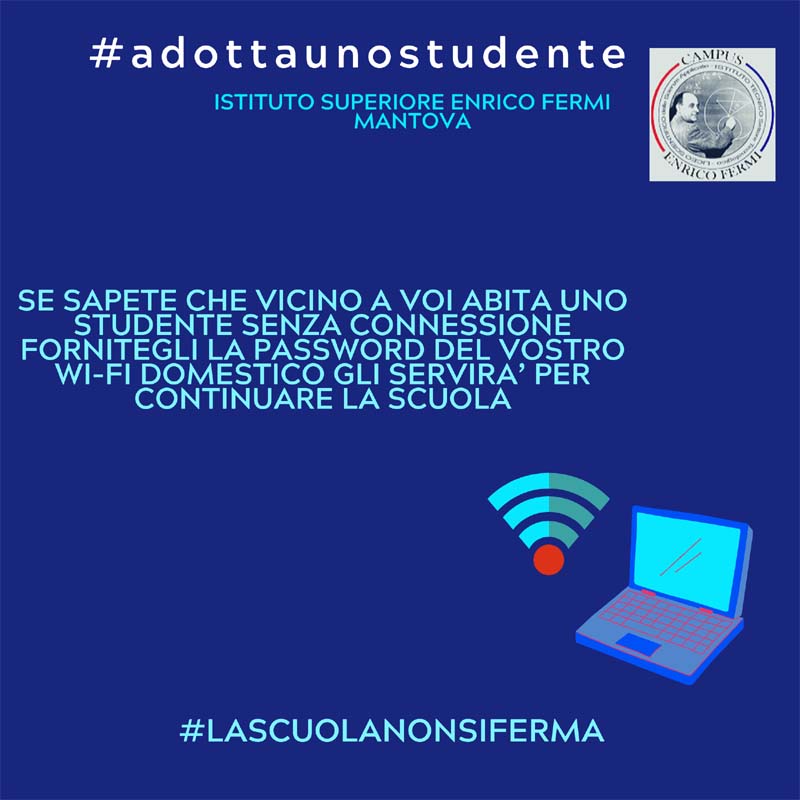 #adottaunostudente
ISTITUTO SUPERIORE ENRICO FERMI
MANTOVA
CAMPUS
ENRICO FERMI
SE SAPETE CHE VICINO A VOI ABITA UNO
STUDENTE SENZA CONNESSIONE
FORNITEGLI LA PASSWORD DEL VOSTRO
WI-FI DOMESTICO GLI SERVIRA’ PER
CONTINUARE LA SCUOLA
#LASCUOLANONSIFERMA